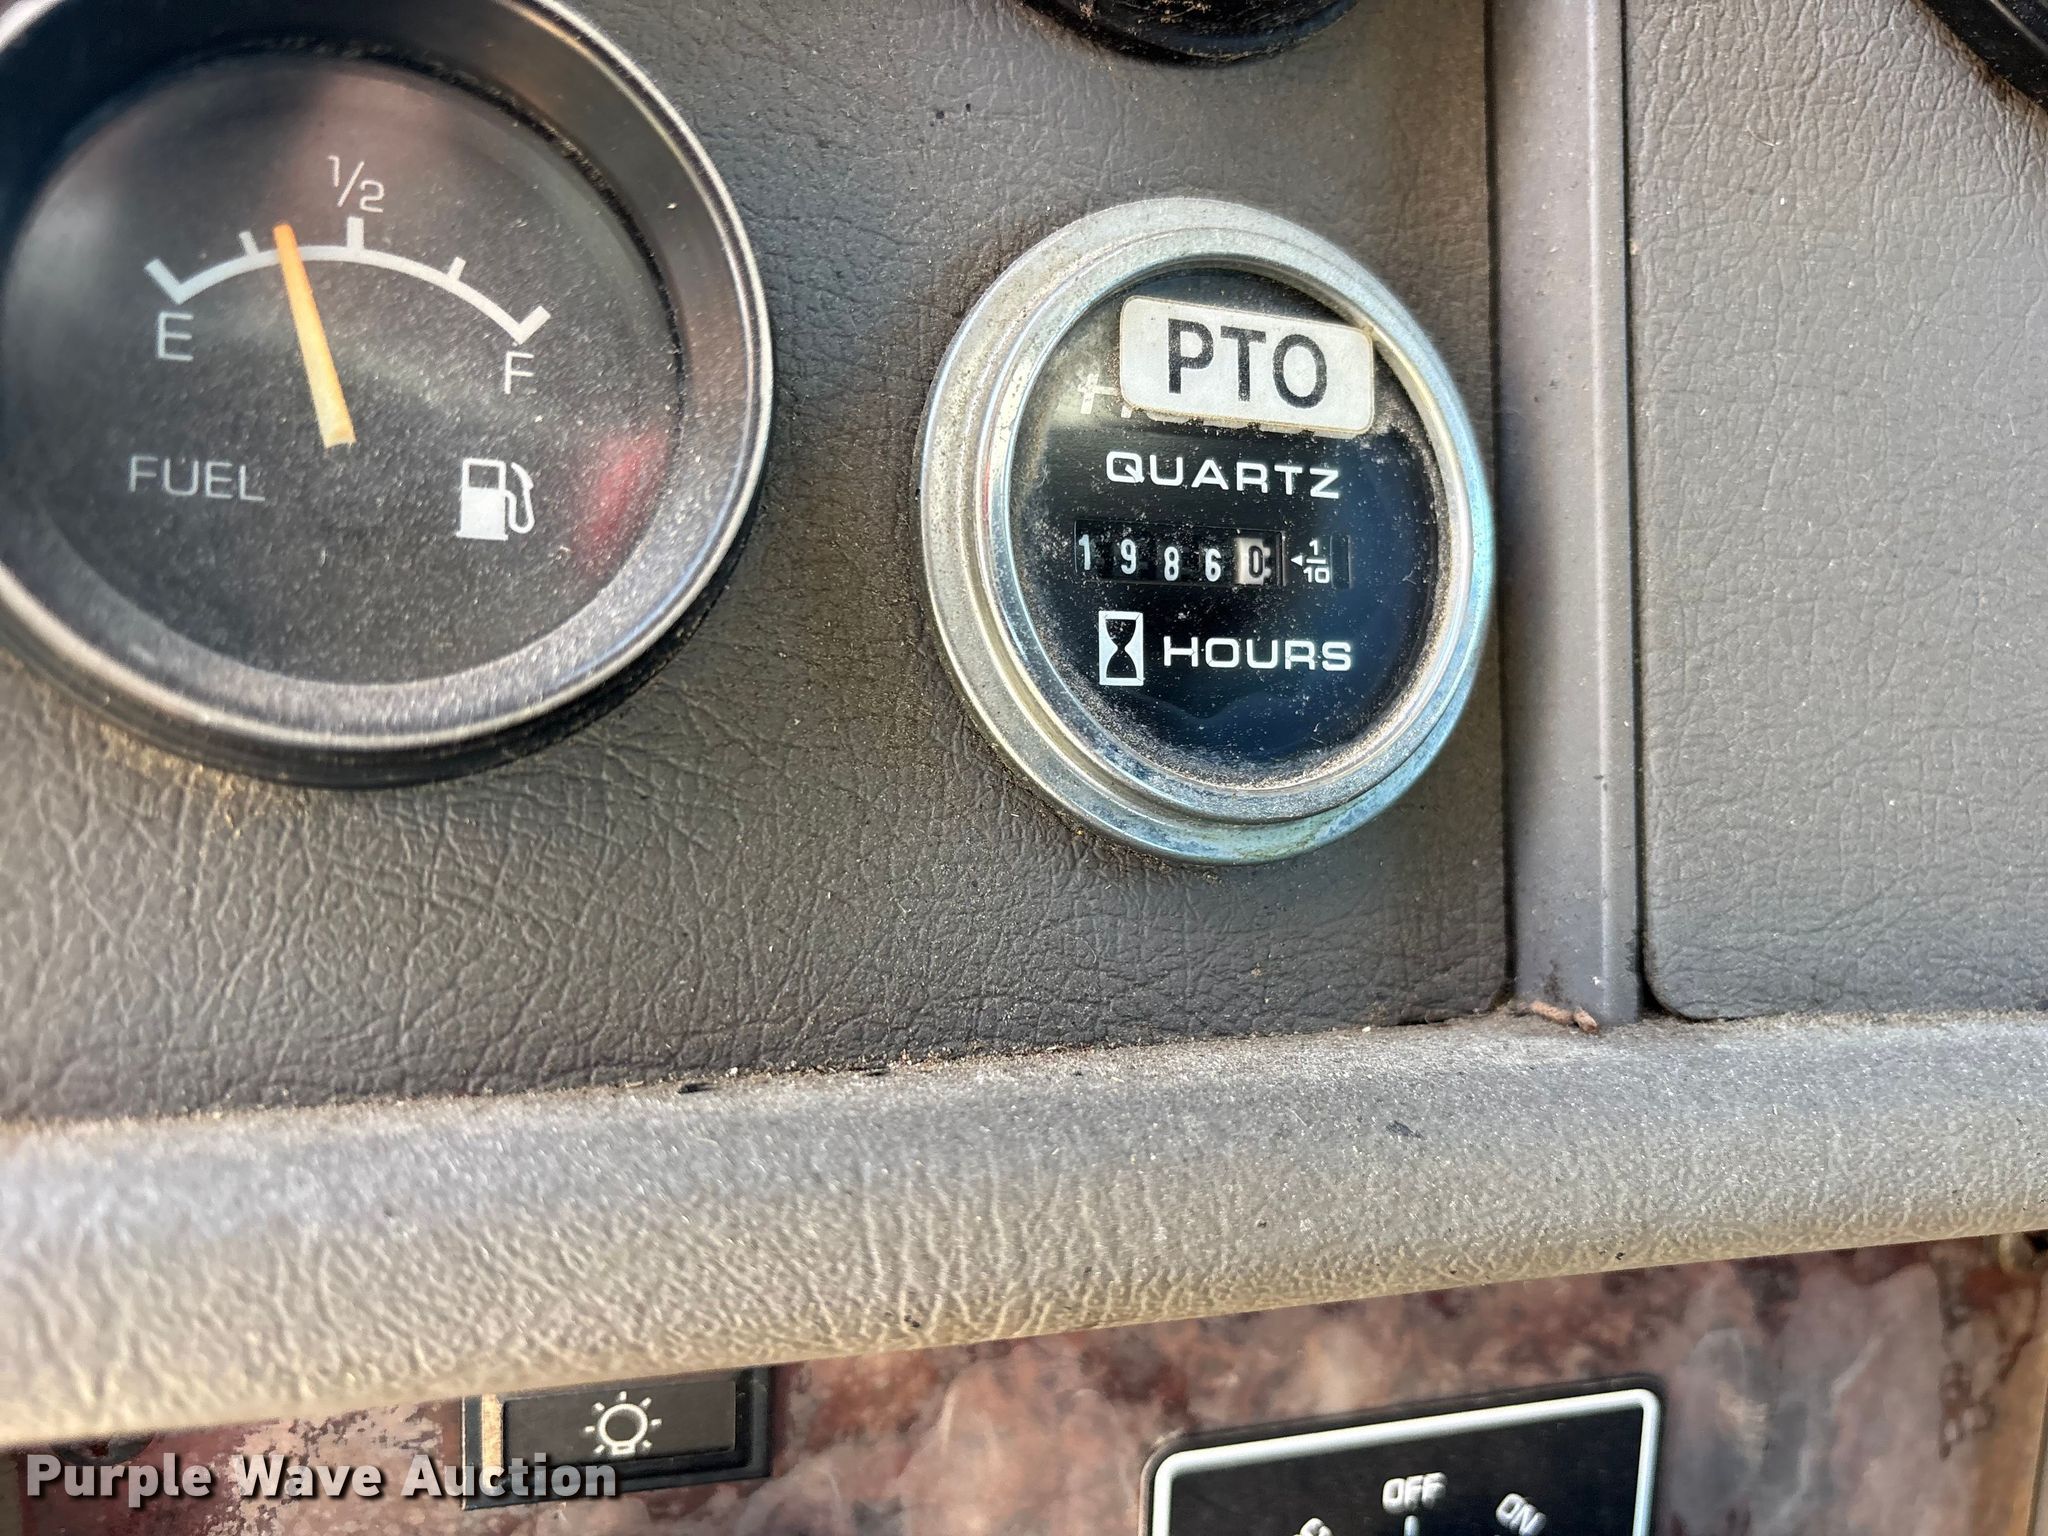 1/2
E
F
FUEL
PTO
QUARTZ
19860 1/10
HOURS
OFF
ON
Purple Wave Auction